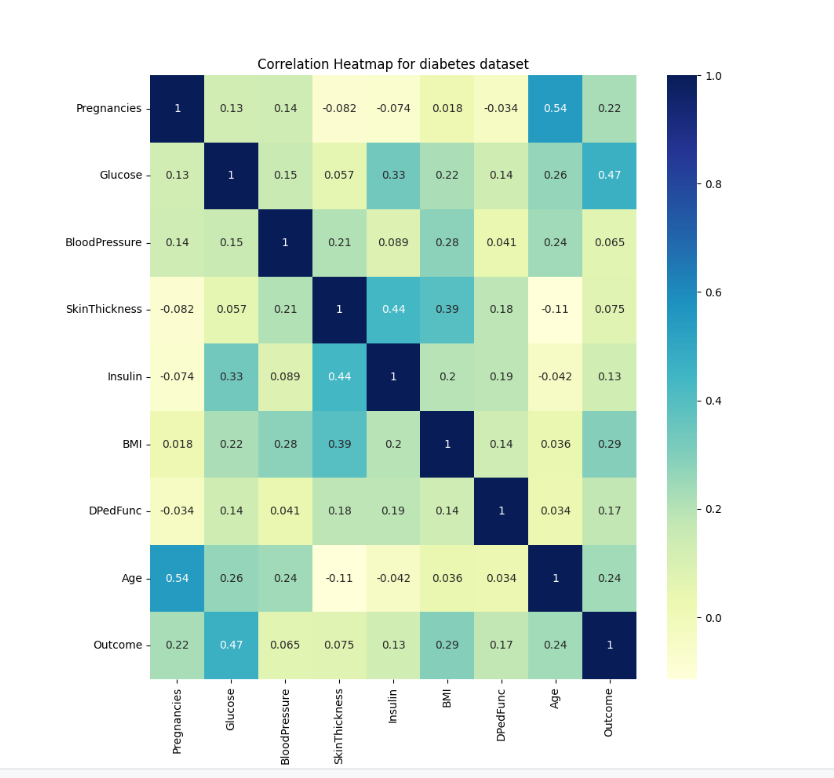 Correlation Heatmap for diabetes dataset
1.0
Pregnancies 1 0.13 0.14 -0.082 -0.074 0.018 -0.034 0.54 0.22
Glucose 0.13 1 0.15 0.057 0.33 0.22 0.14 0.26 0.47
0.8
BloodPressure 0.14 0.15 1 0.21 0.089 0.28 0.041 0.24 0.065
0.6
SkinThickness -0.082 0.057 0.21 1 0.44 0.39 0.18 -0.11 0.075
Insulin -0.074 0.33 0.089 0.44 1 0.2 0.19 -0.042 0.13
0.4
BMI 0.018 0.22 0.28 0.39 0.2 1 0.14 0.036 0.29
0.2
DPedFunc -0.034 0.14 0.041 0.18 0.19 0.14 1 0.034 0.17
Age 0.54 0.26 0.24 -0.11 -0.042 0.036 0.034 1 0.24
0.0
Outcome 0.22 0.47 0.065 0.075 0.13 0.29 0.17 0.24 1
Pregnancies
Glucose
BloodPressure
SkinThickness
Insulin
BMI
DPedFunc
Age
Outcome